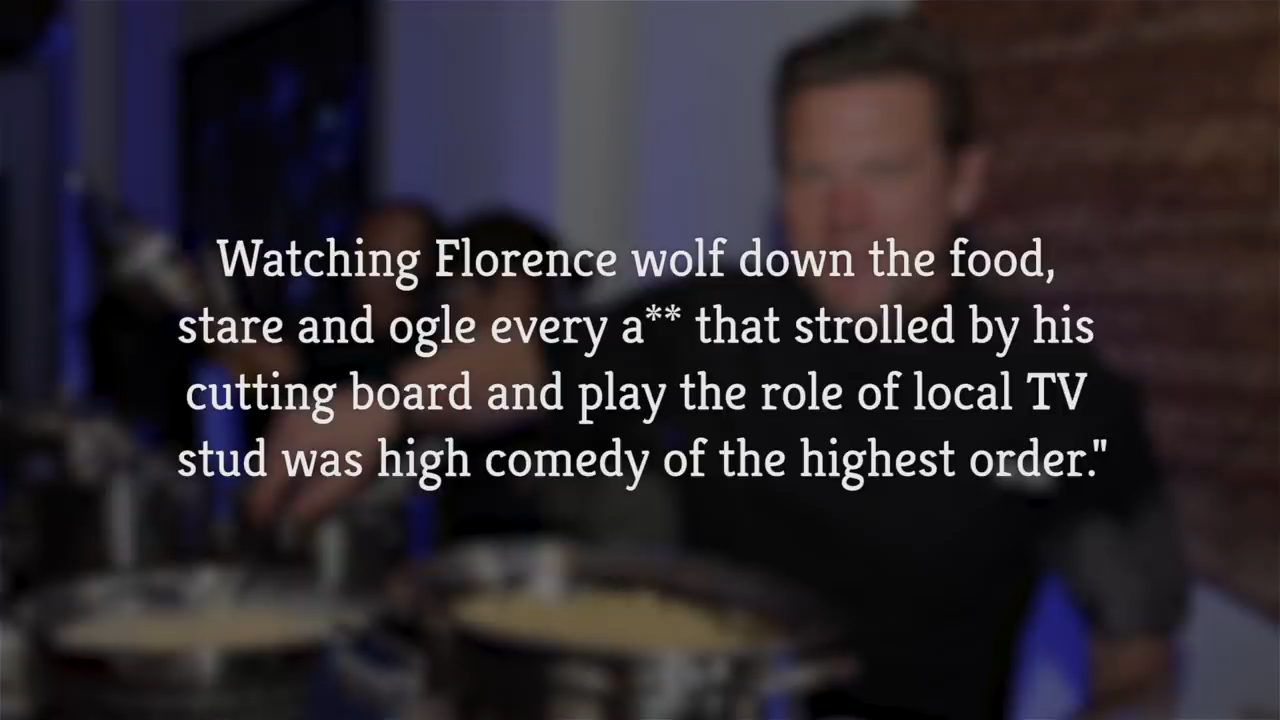 Watching Florence wolf down the food,
stare and ogle every a** that strolled by his
cutting board and play the role of local TV
stud was high comedy of the highest order."